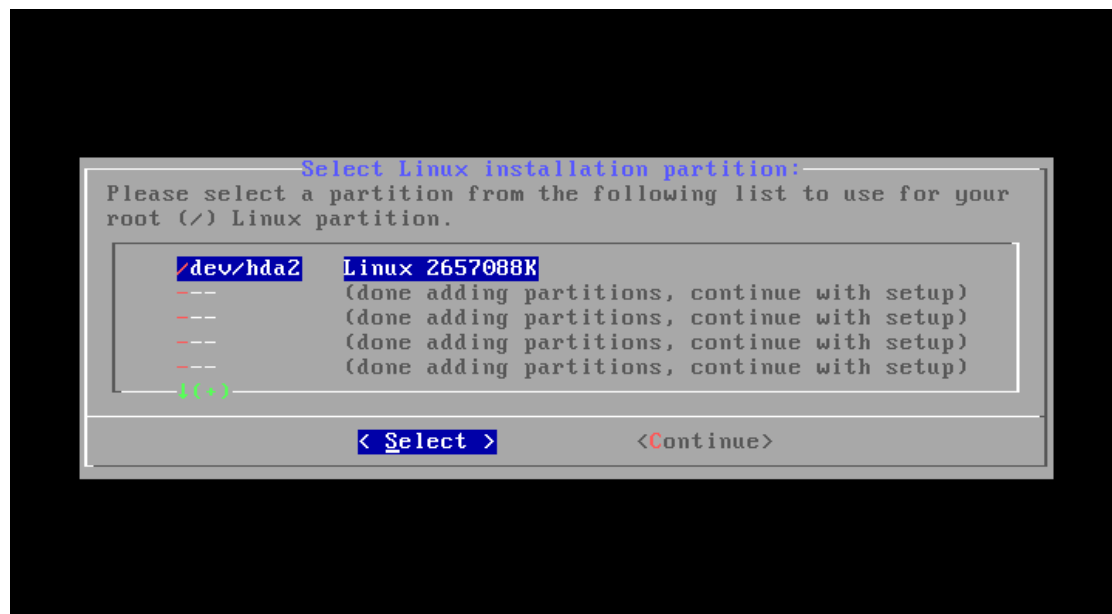 Select Linux installation partition:
Please select a partition from the following list to use for your
root (/) Linux partition.
/dev/hda2 Linux 2657088K
--- (done adding partitions, continue with setup)
--- (done adding partitions, continue with setup)
--- (done adding partitions, continue with setup)
--- (done adding partitions, continue with setup)
↓(+)
< Select > <Continue>